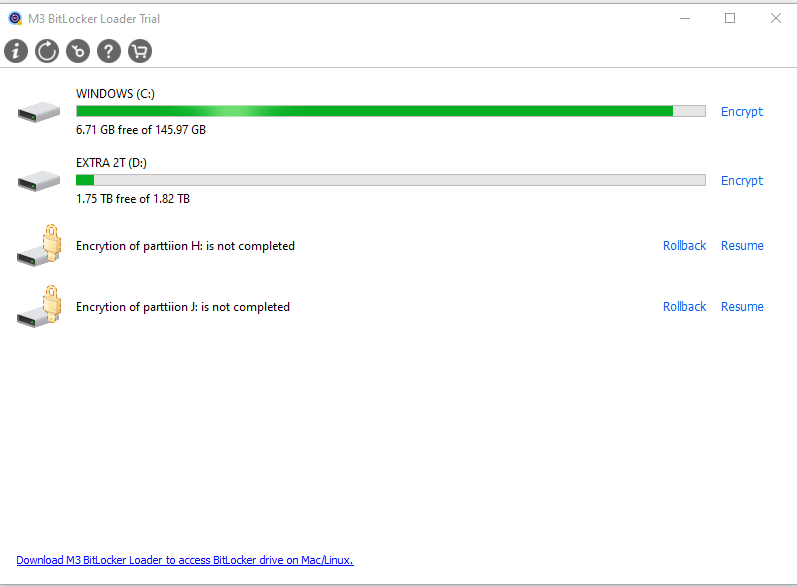 M3 BitLocker Loader Trial
WINDOWS (C:)
Encrypt
6.71 GB free of 145.97 GB
EXTRA 2T (D:)
Encrypt
1.75 TB free of 1.82 TB
Encrytion of parttiion H: is not completed
Rollback Resume
Encrytion of parttiion J: is not completed
Rollback Resume
Download M3 BitLocker Loader to access BitLocker drive on Mac/Linux.